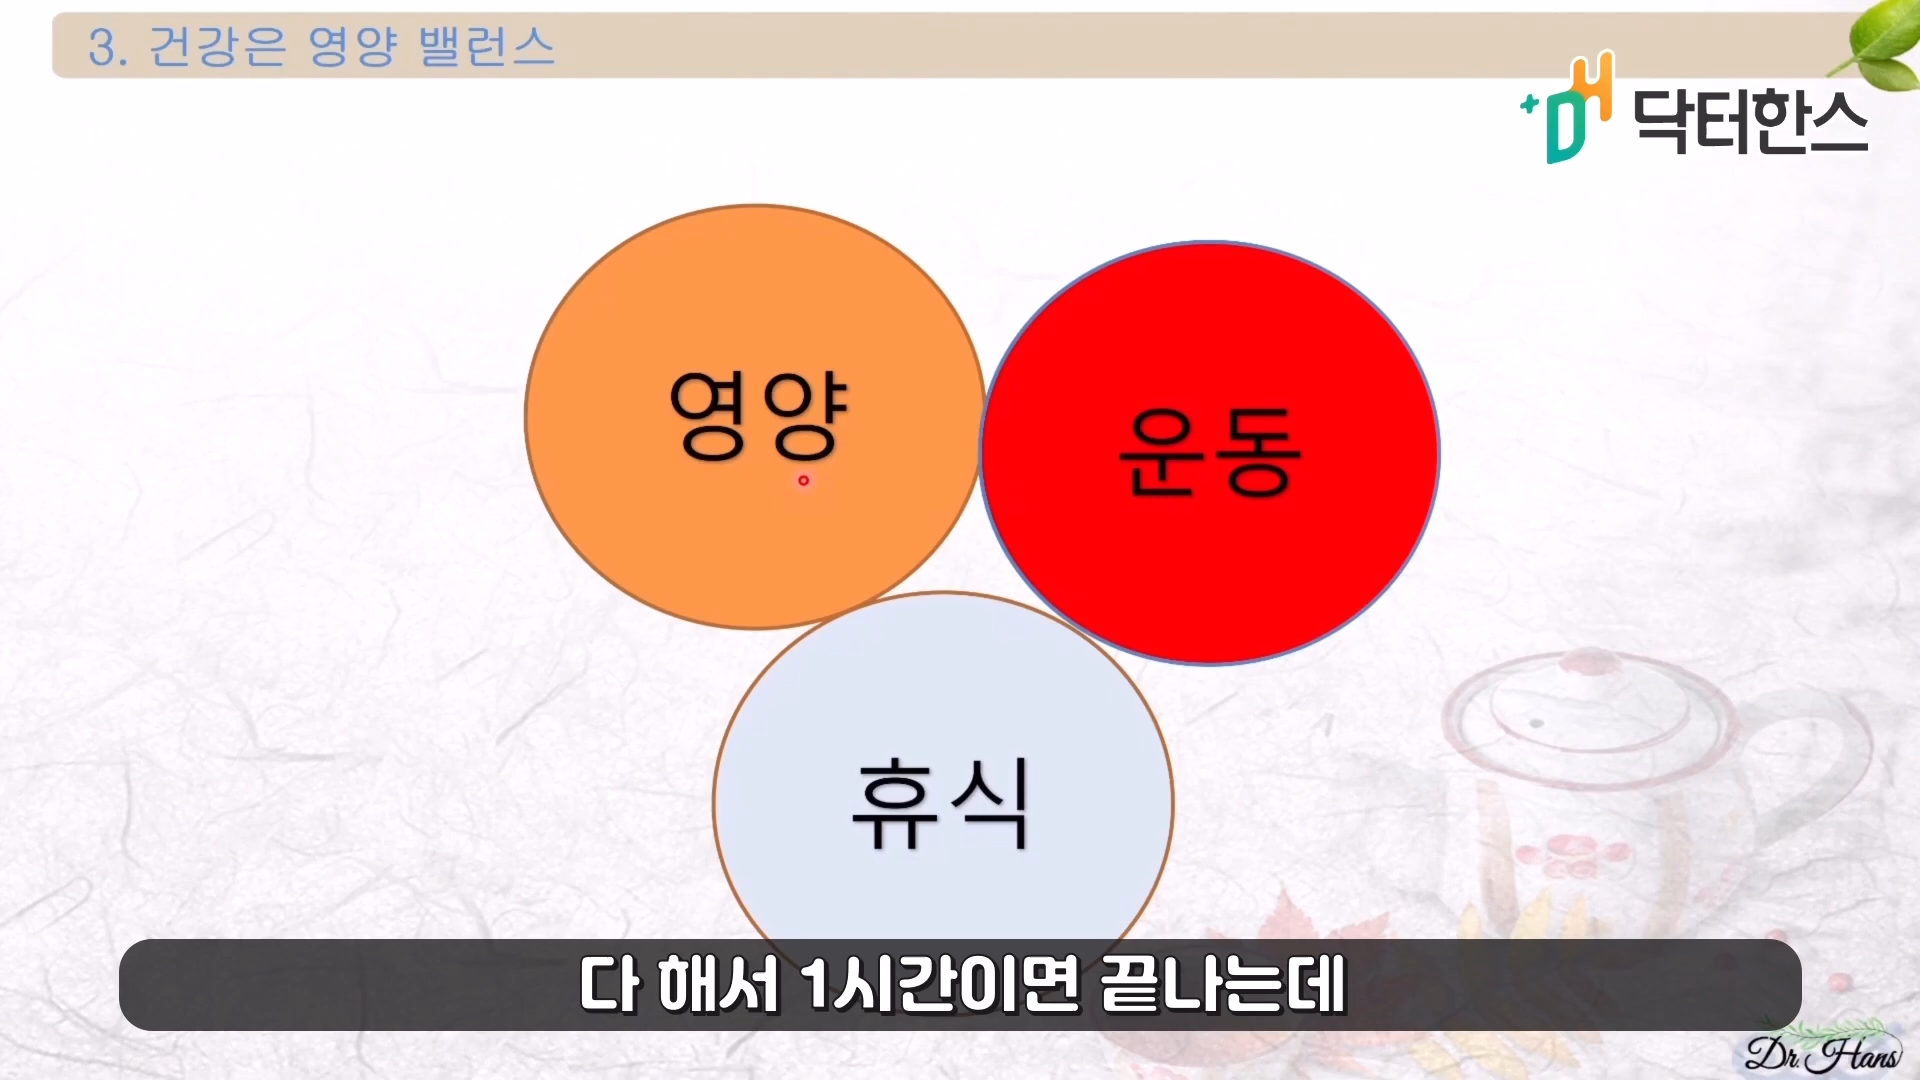 3. 건강은 영양 밸런스
닥터한스
영양
운동
휴식
다 해서 1시간이면 끝나는데
Dr. Hans